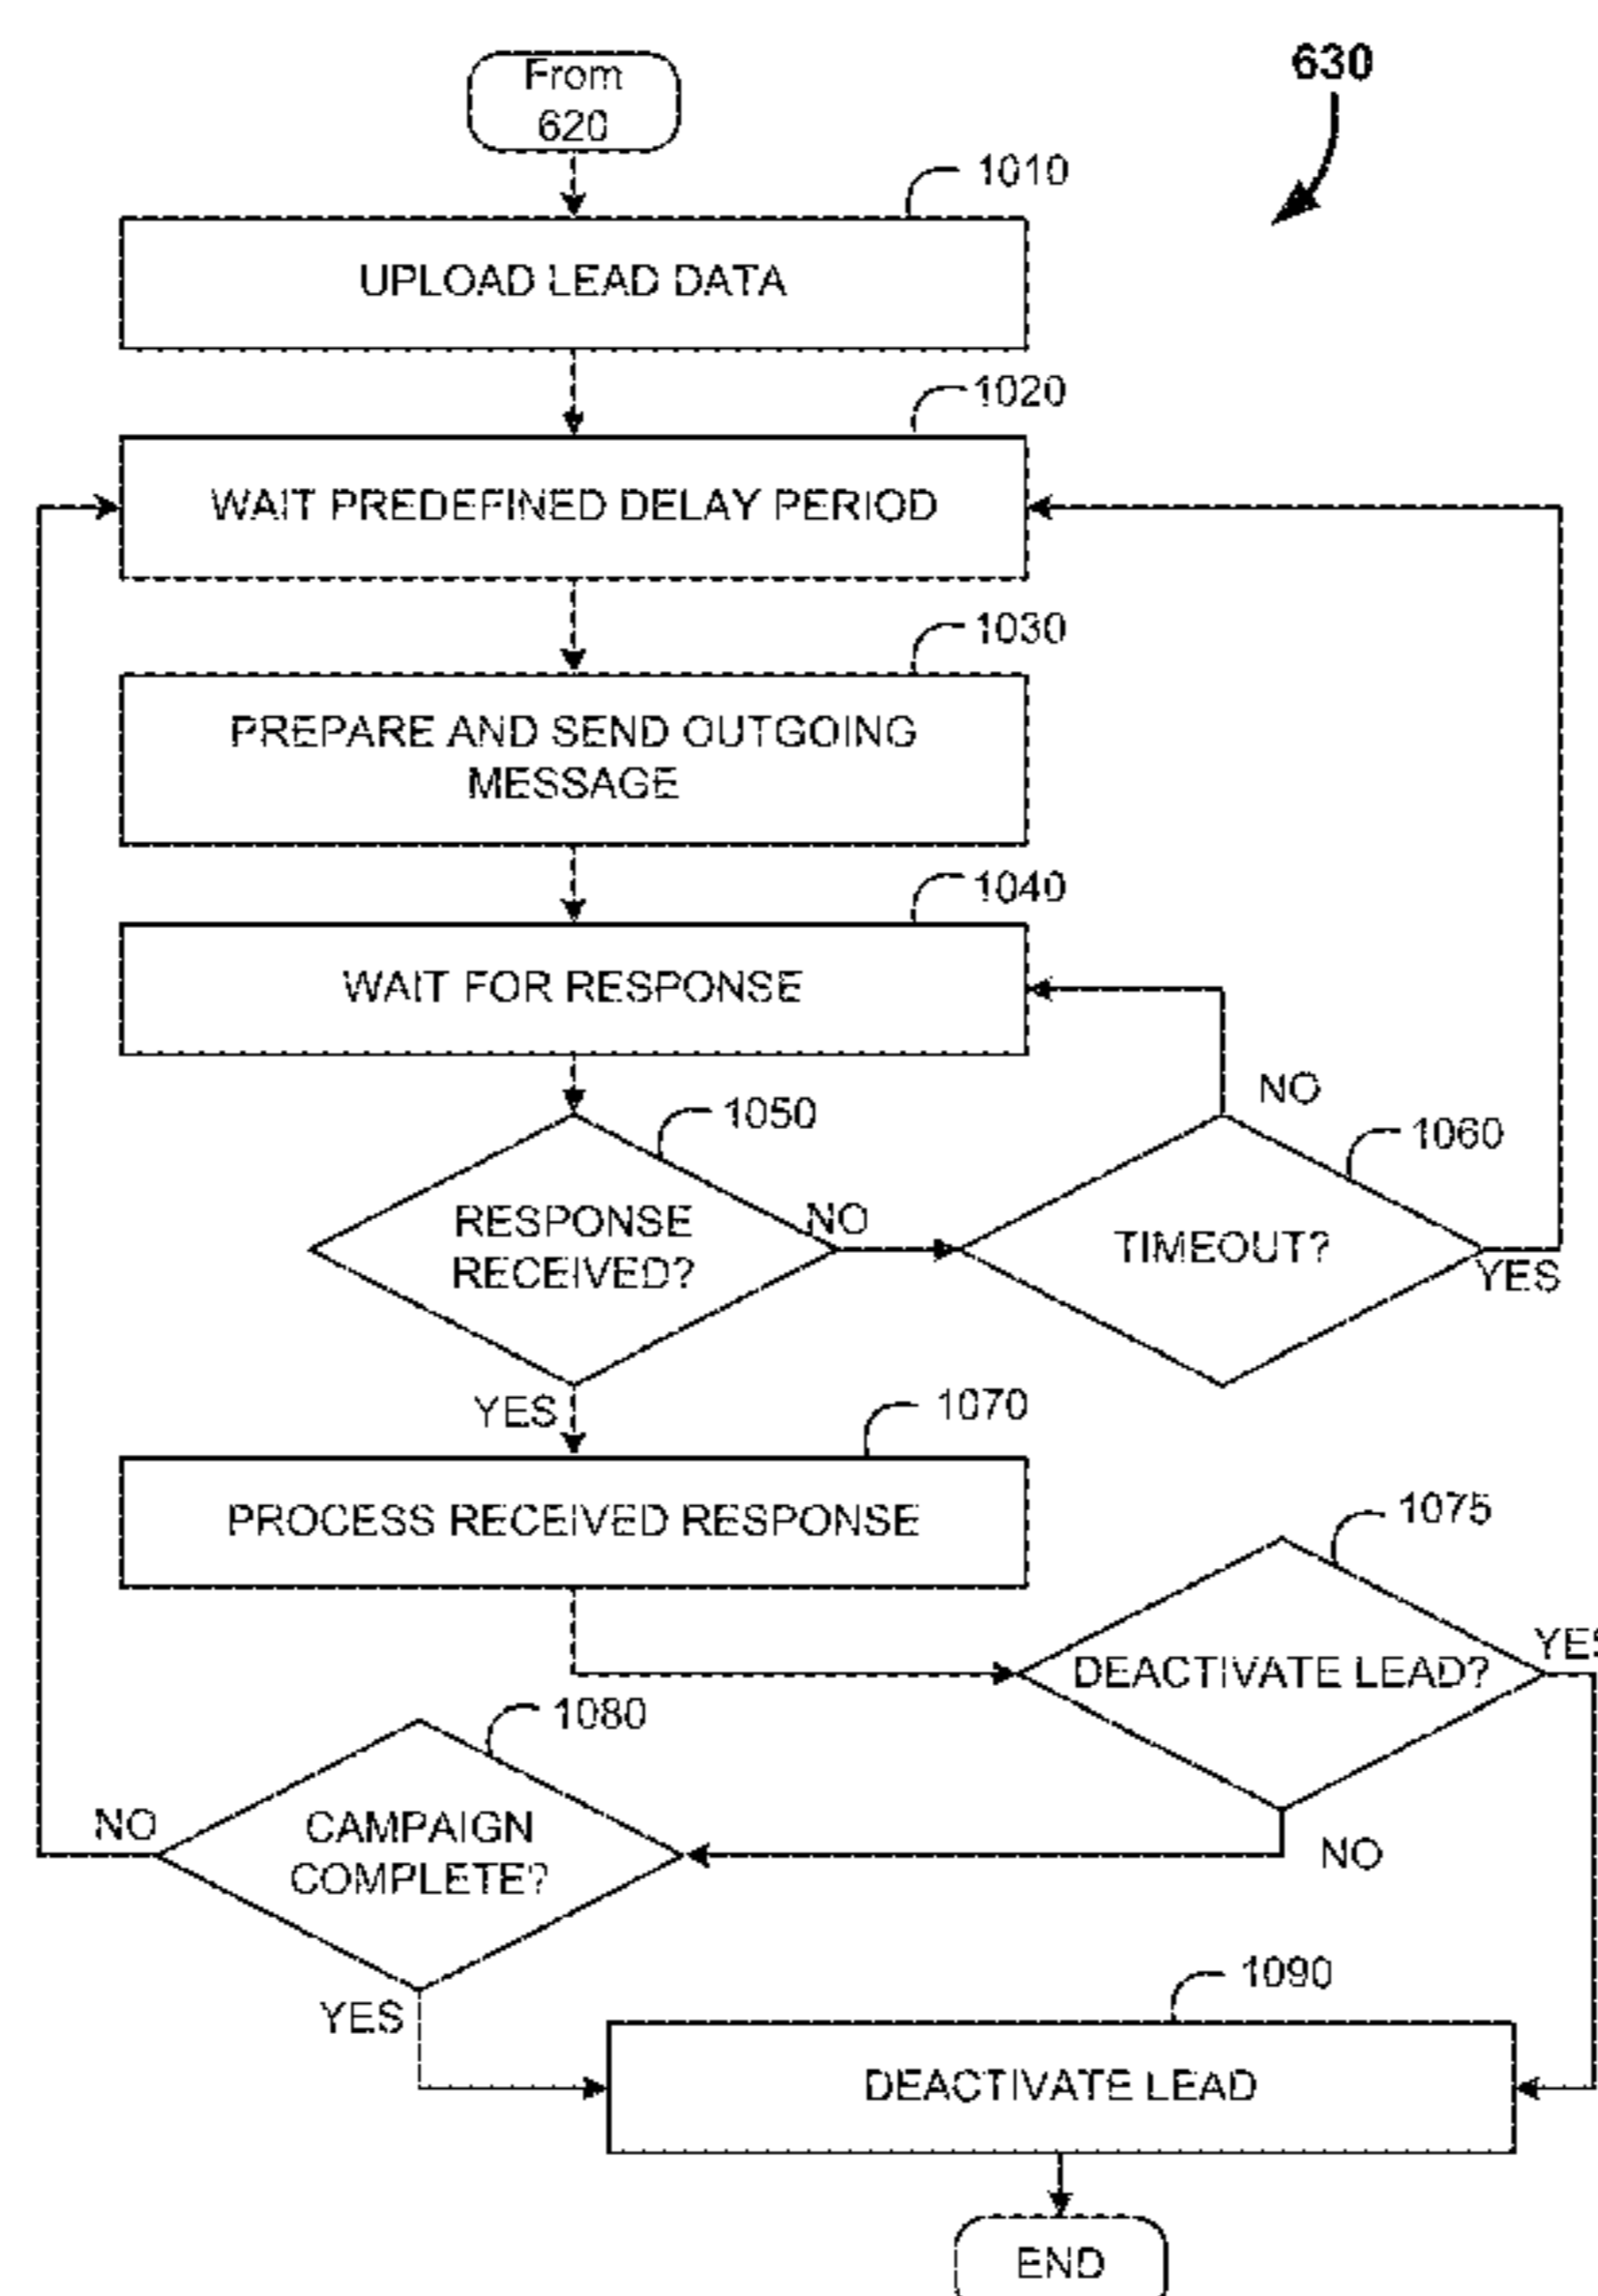 From
620
630
1010
UPLOAD LEAD DATA
1020
WAIT PREDEFINED DELAY PERIOD
1030
PREPARE AND SEND OUTGOING
MESSAGE
1040
WAIT FOR RESPONSE
NO
1050
1060
RESPONSE
RECEIVED?
NO
TIMEOUT?
YES
YES
1070
PROCESS RECEIVED RESPONSE
1075
YES
DEACTIVATE LEAD?
1080
NO
CAMPAIGN
COMPLETE?
NO
YES
1090
DEACTIVATE LEAD
END